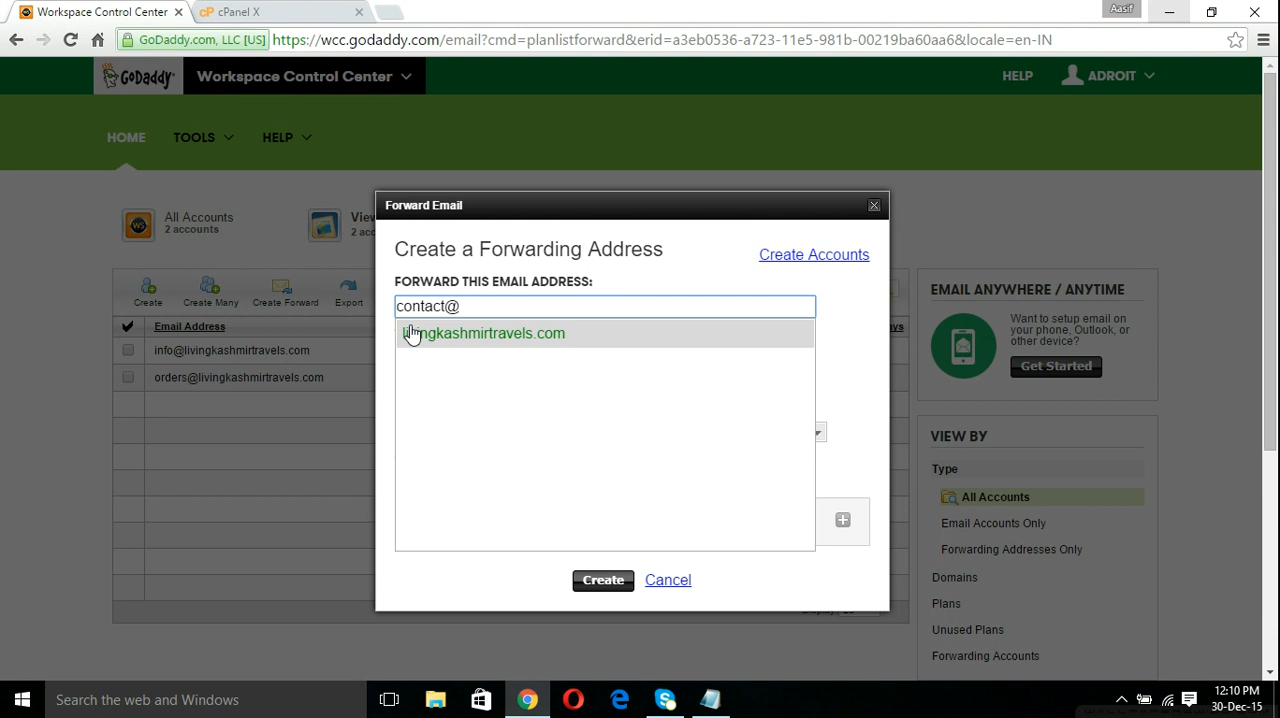 Workspace Control Center
cPanel X
Aasif
GoDaddy.com, LLC [US]
https://wcc.godaddy.com/email?cmd=planlistforward&erid=a3eb0536-a723-11e5-981b-00219ba60aa6&locale=en-IN
GoDaddy
Workspace Control Center
HELP
ADROIT
HOME
TOOLS
HELP
All Accounts
2 accounts
2 acc
Create
Create Many
Create Forward
Export
Email Address
info@livingkashmirtravels.com
orders@livingkashmirtravels.com
Forward Email
Create a Forwarding Address
Create Accounts
FORWARD THIS EMAIL ADDRESS:
contact@
livingkashmirtravels.com
Create
Cancel
EMAIL ANYWHERE / ANYTIME
Want to setup email on
your phone, Outlook, or
other device?
Get Started
VIEW BY
Type
All Accounts
Email Accounts Only
Forwarding Addresses Only
Domains
Plans
Unused Plans
Forwarding Accounts
Search the web and Windows
12:10 PM
30-Dec-15